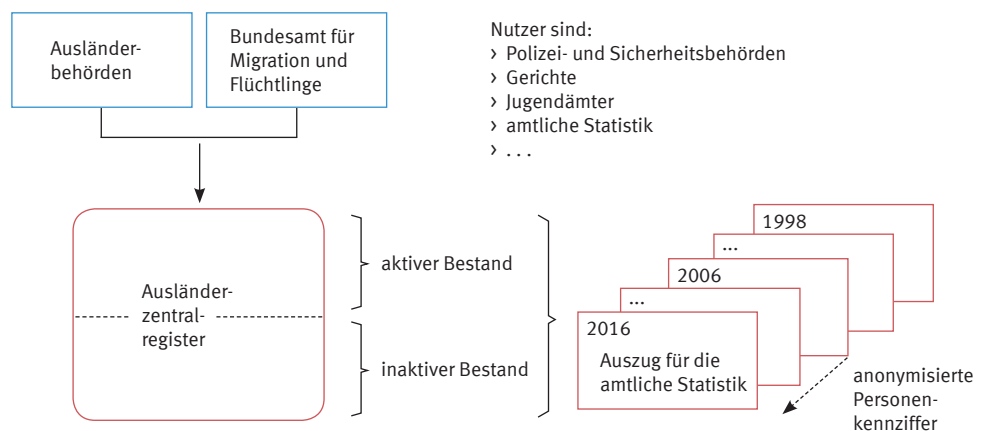 Ausländer-
behörden
Bundesamt für
Migration und
Flüchtlinge
Nutzer sind:
› Polizei- und Sicherheitsbehörden
› Gerichte
› Jugendämter
› amtliche Statistik
› . . .
Ausländer-
zentral-
register
aktiver Bestand
inaktiver Bestand
1998
...
2006
...
2016
Auszug für die
amtliche Statistik
anonymisierte
Personen-
kennziffer